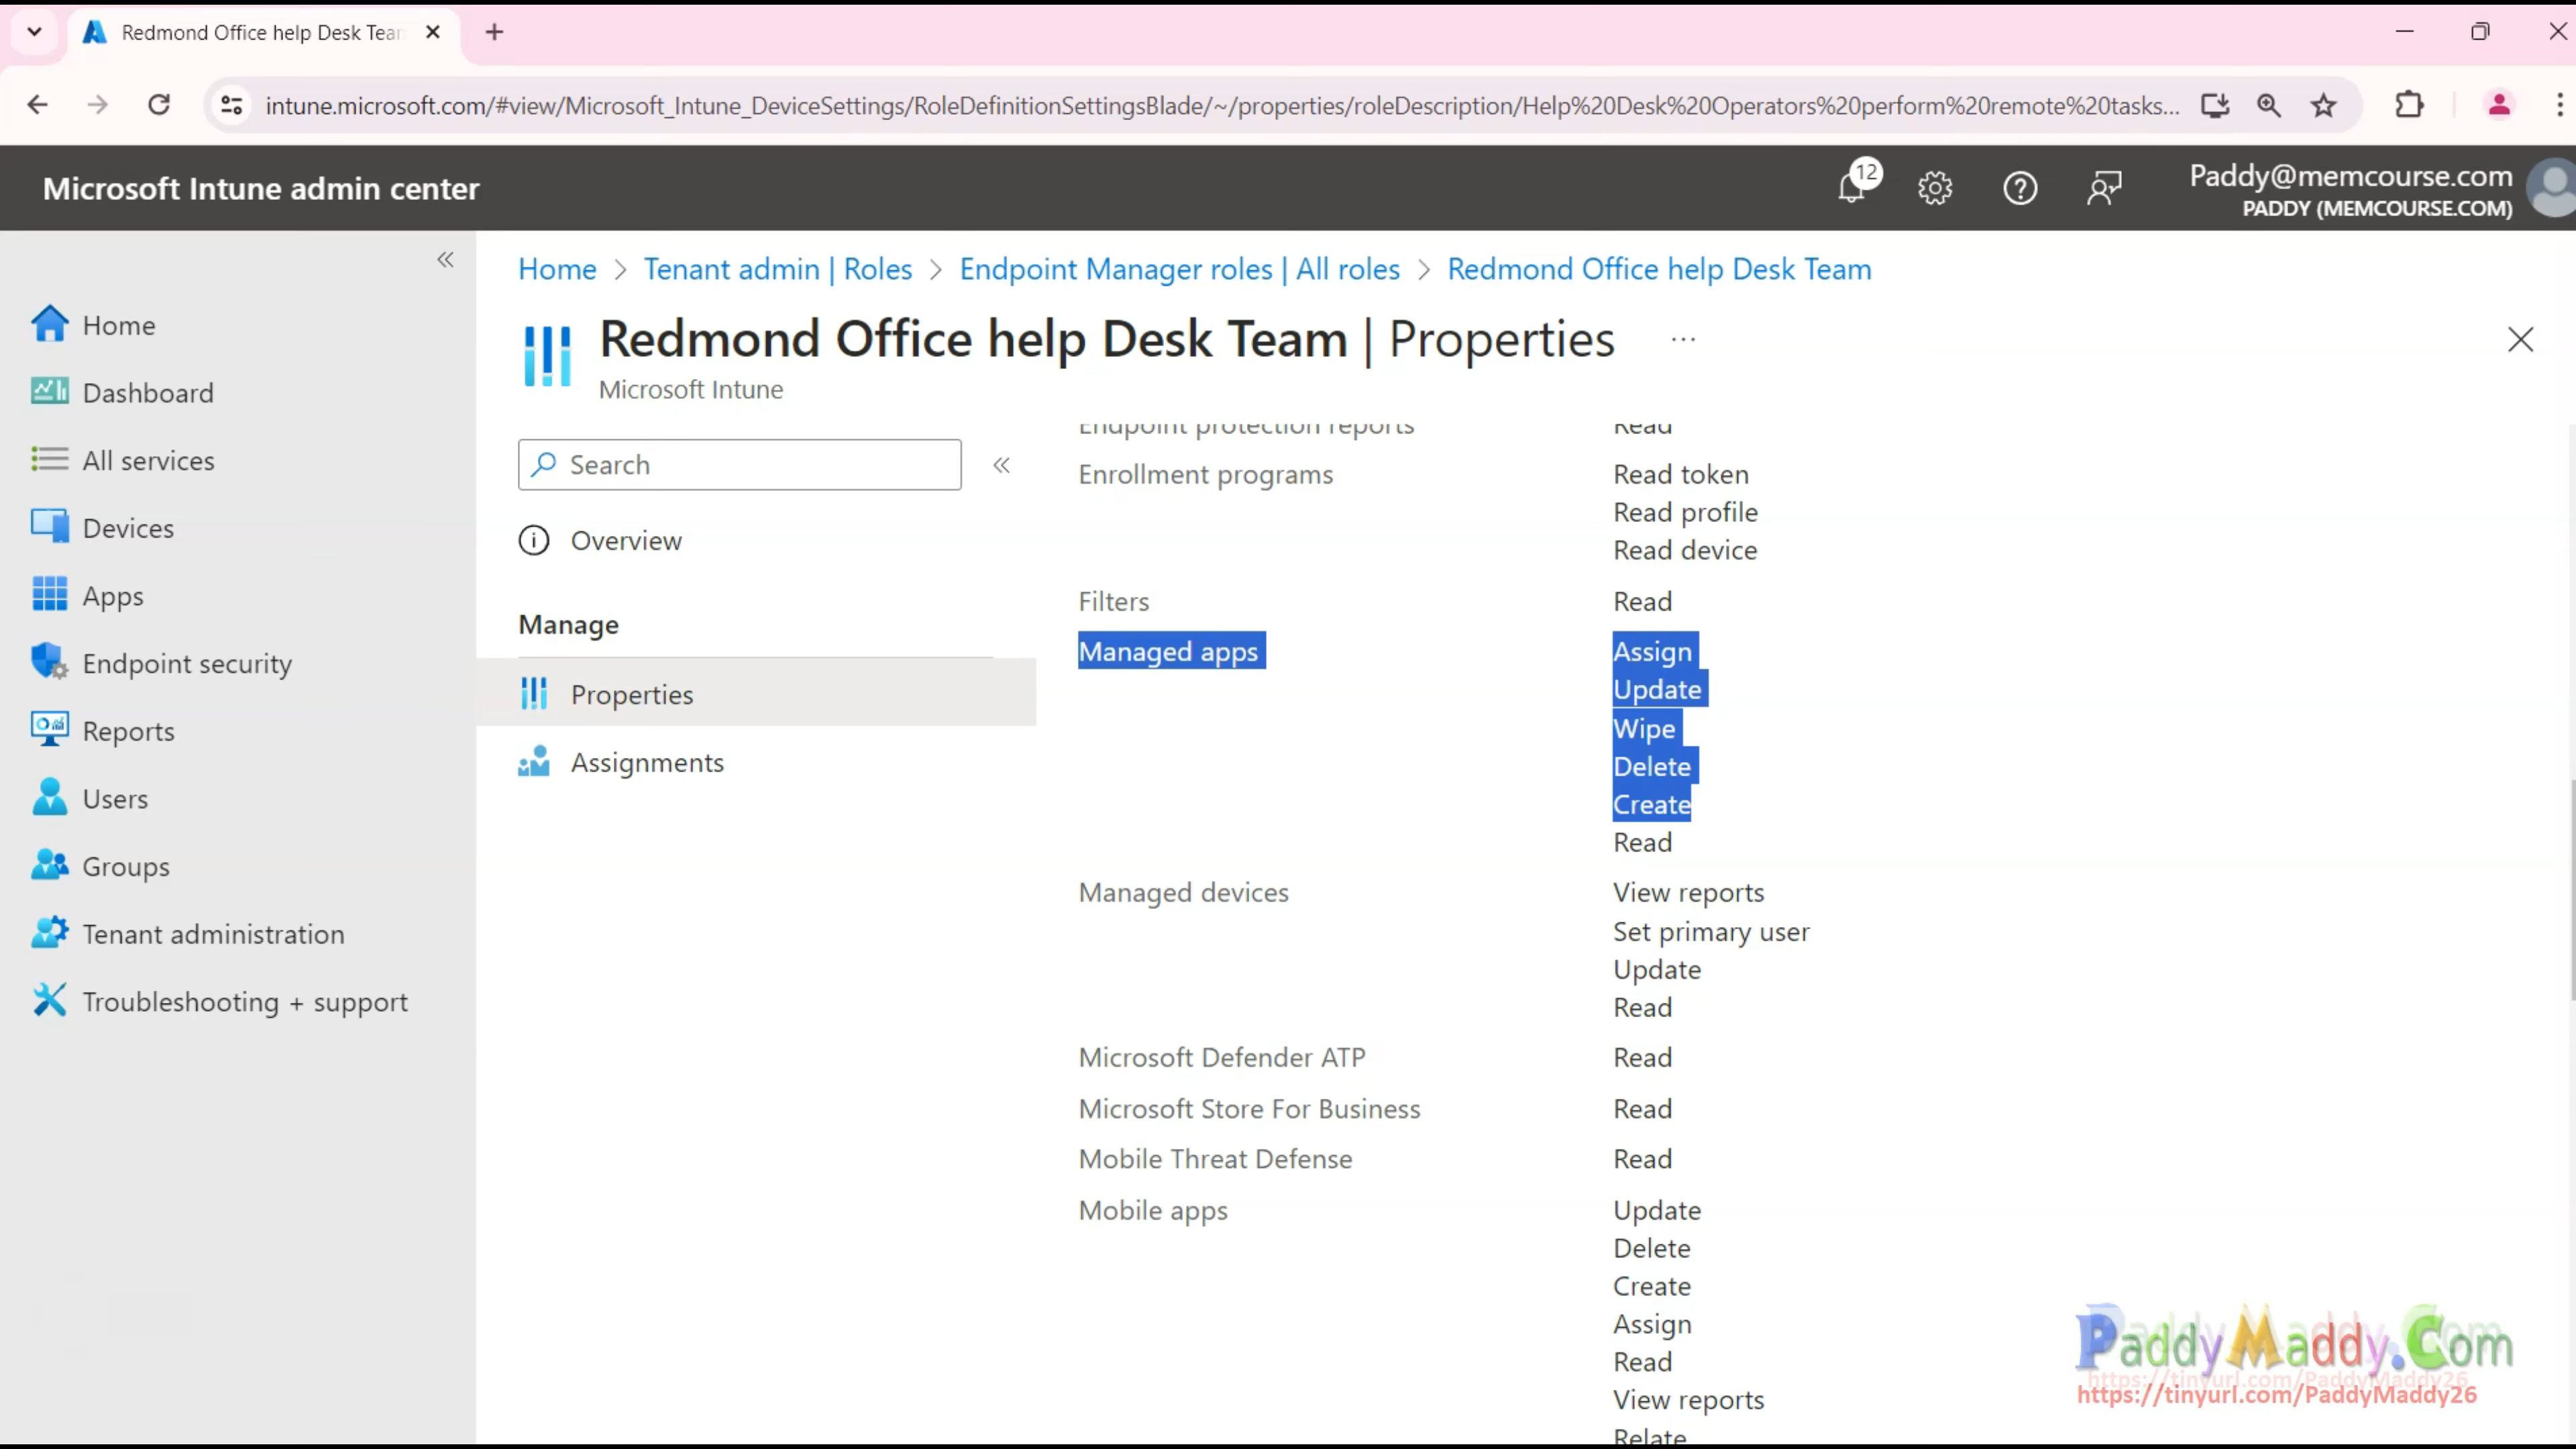 Redmond Office help Desk Tear
intune.microsoft.com/#view/Microsoft_Intune_DeviceSettings/RoleDefinitionSettingsBlade/~/properties/roleDescription/Help%20Desk%20Operators%20perform%20remote%20tasks...
Microsoft Intune admin center
12
Paddy@memcourse.com
PADDY (MEMCOURSE.COM)
Home
Dashboard
All services
Devices
Apps
Endpoint security
Reports
Users
Groups
Tenant administration
Troubleshooting + support
Home > Tenant admin | Roles > Endpoint Manager roles | All roles > Redmond Office help Desk Team
Redmond Office help Desk Team | Properties ...
Microsoft Intune
Search
Overview
Manage
Properties
Assignments
Endpoint protection reports Read
Enrollment programs Read token
Read profile
Read device
Filters Read
Managed apps Assign
Update
Wipe
Delete
Create
Read
Managed devices View reports
Set primary user
Update
Read
Microsoft Defender ATP Read
Microsoft Store For Business Read
Mobile Threat Defense Read
Mobile apps Update
Delete
Create
Assign
Read
View reports
Relate
PaddyMaddy.Com
https://tinyurl.com/PaddyMaddy26